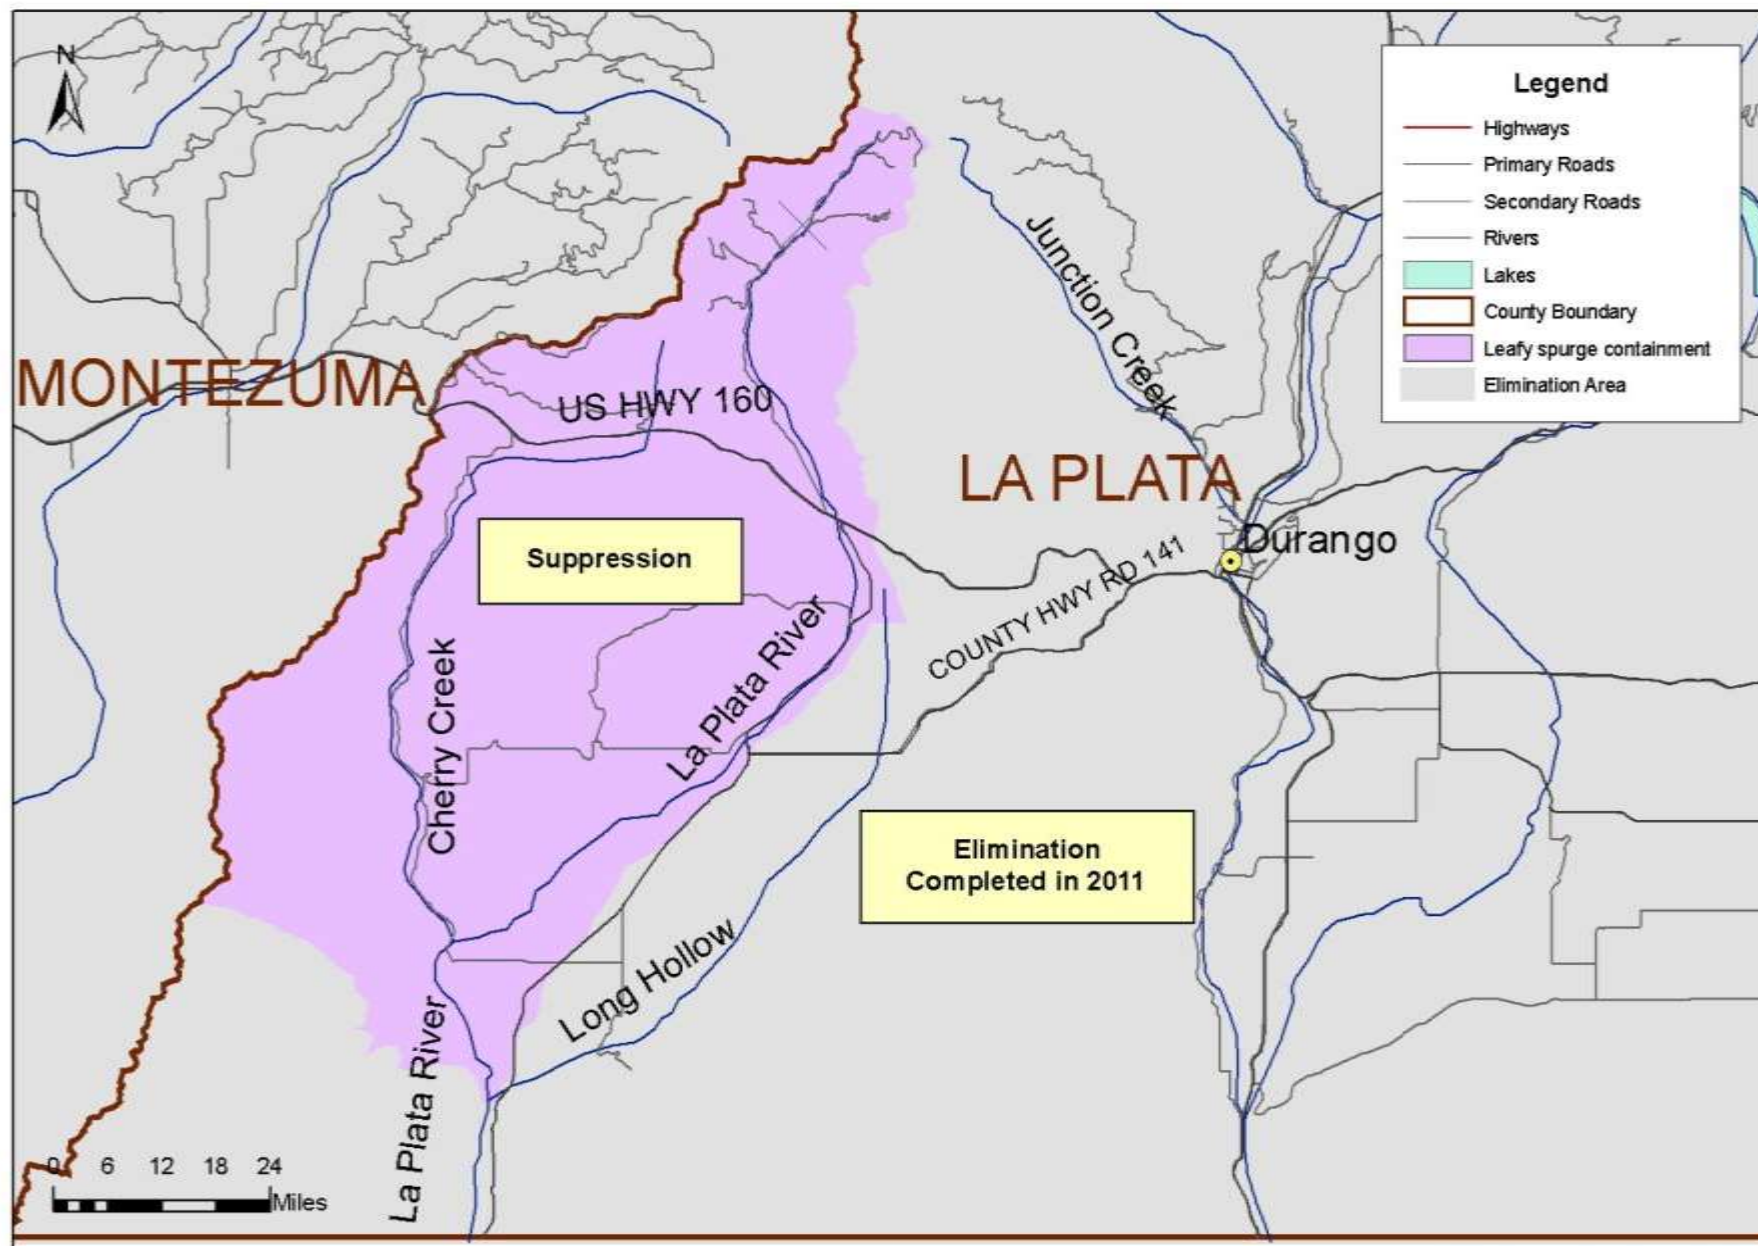 N
Legend
Highways
Primary Roads
Secondary Roads
Rivers
Lakes
County Boundary
Leafy spurge containment
Elimination Area
Junction Creek
MONTEZUMA
US HWY 160
LA PLATA
Durango
Suppression
COUNTY HWY RD 141
La Plata River
Cherry Creek
Elimination
Completed in 2011
Long Hollow
La Plata River
0 6 12 18 24
Miles